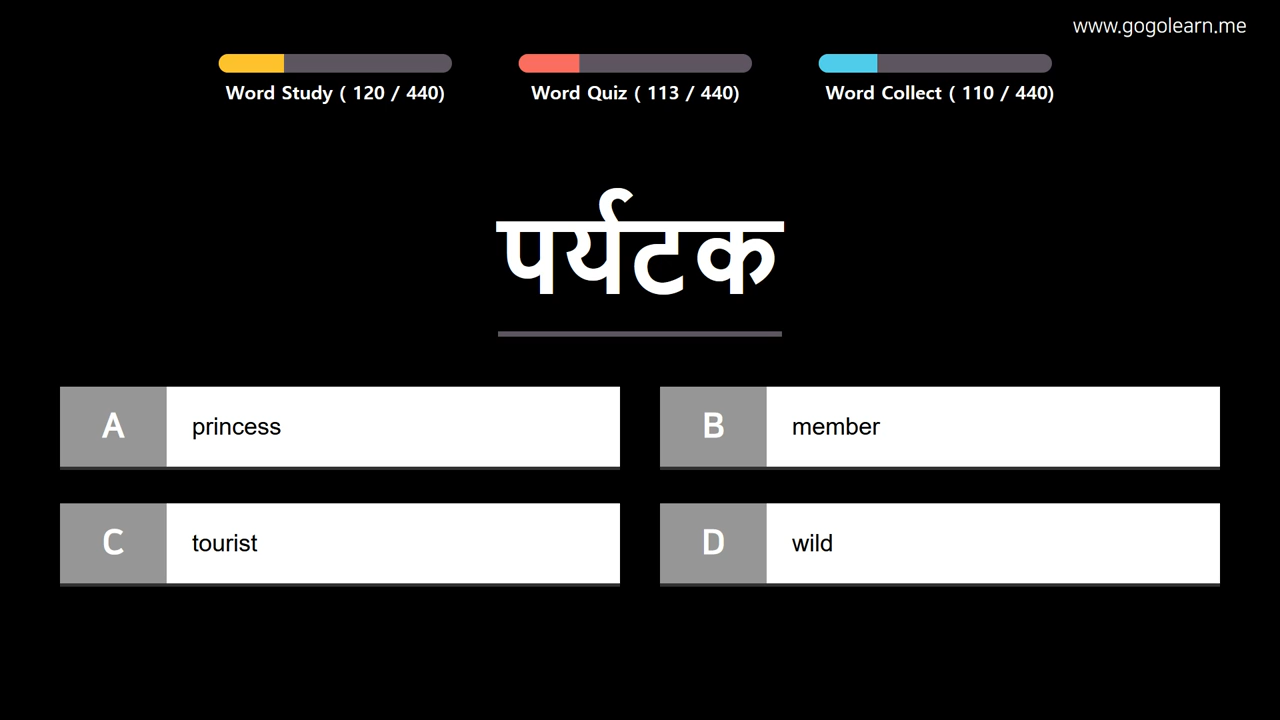 www.gogolearn.me
Word Study ( 120 / 440)
Word Quiz ( 113 / 440)
Word Collect ( 110 / 440)
पर्यटक
A princess
B member
C tourist
D wild